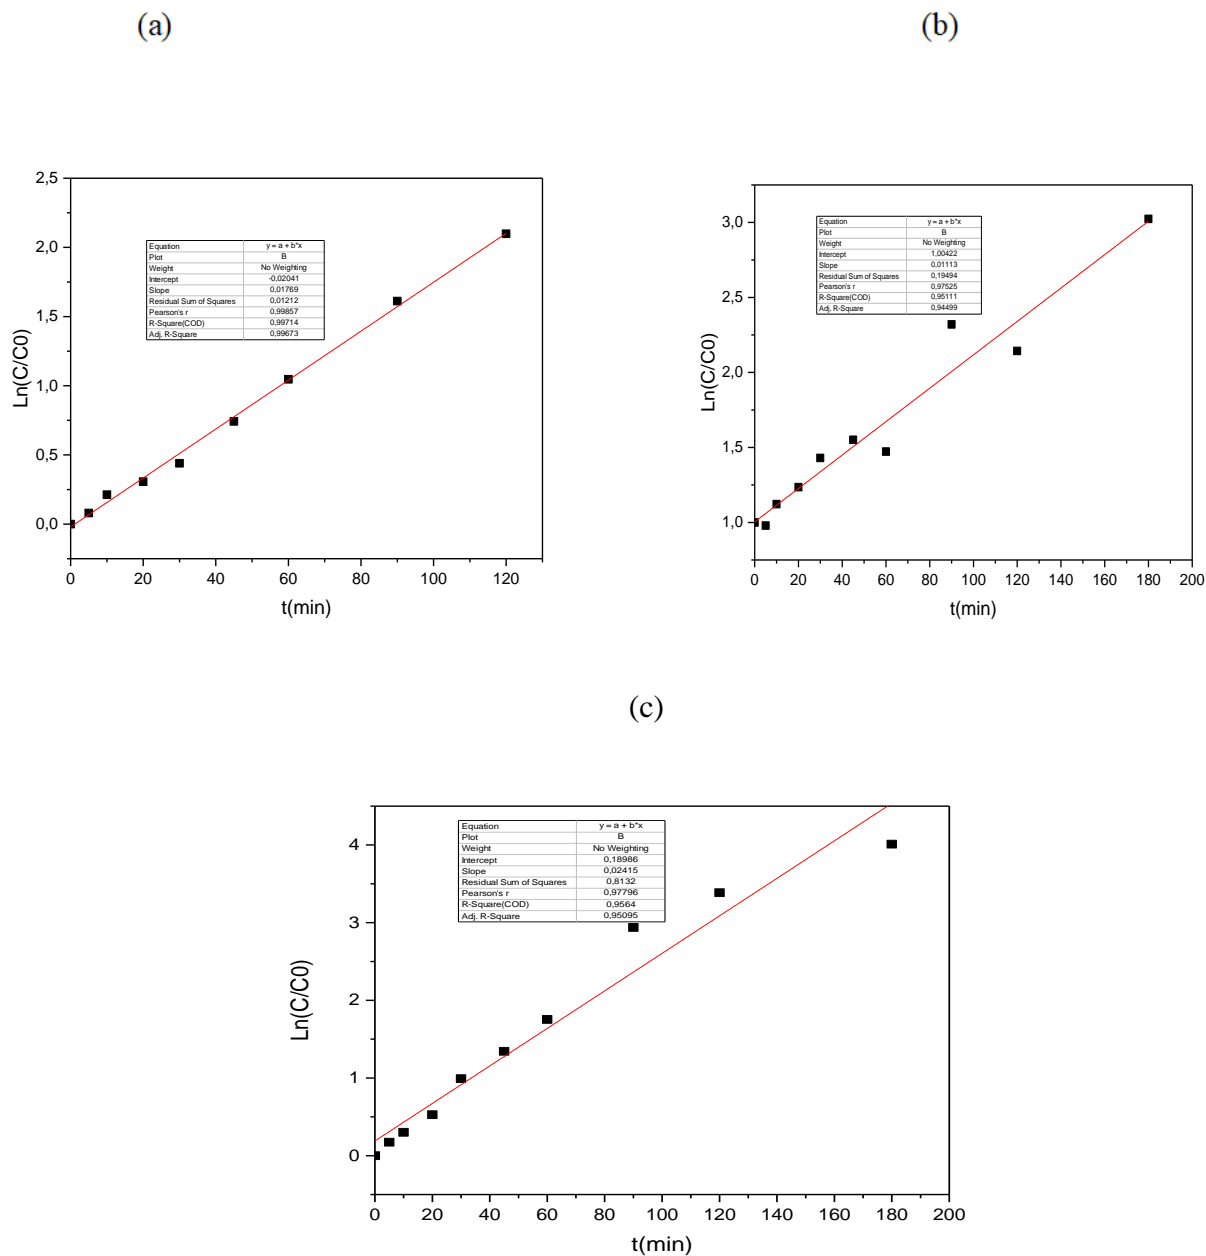 (a)
(b)
2,5
2,0
1,5
1,0
0,5
0,0
Ln(C/C0)
Equation y = a + b*x
Plot B
Weight No Weighting
Intercept -0,02041
Slope 0,01769
Residual Sum of Squares 0,01212
Pearson's r 0,99857
R-Square(COD) 0,99714
Adj. R-Square 0,99673
0 20 40 60 80 100 120
t(min)
3,0
2,5
2,0
1,5
1,0
Ln(C/C0)
Equation y = a + b*x
Plot B
Weight No Weighting
Intercept 1,00422
Slope 0,01113
Residual Sum of Squares 0,19494
Pearson's r 0,97525
R-Square(COD) 0,95111
Adj. R-Square 0,94499
0 20 40 60 80 100 120 140 160 180 200
t(min)
(c)
4
3
2
1
0
Ln(C/C0)
Equation y = a + b*x
Plot B
Weight No Weighting
Intercept 0,18986
Slope 0,02415
Residual Sum of Squares 0,8132
Pearson's r 0,97796
R-Square(COD) 0,9564
Adj. R-Square 0,95095
0 20 40 60 80 100 120 140 160 180 200
t(min)